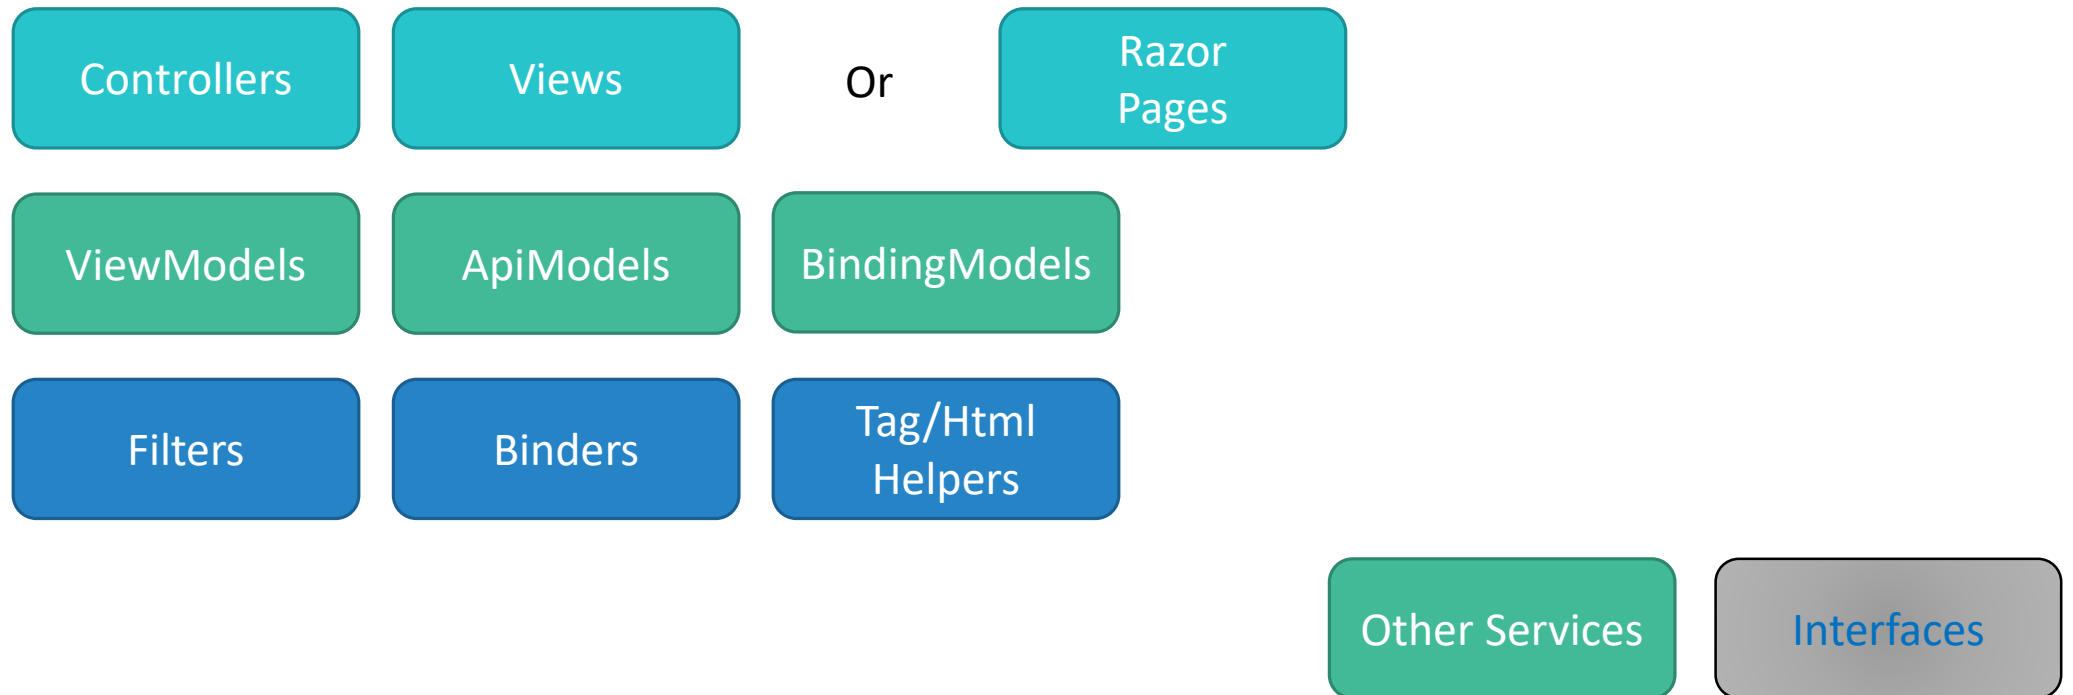 Controllers
Views
Or
Razor
Pages
ViewModels
ApiModels
BindingModels
Filters
Binders
Tag/Html
Helpers
Other Services
Interfaces